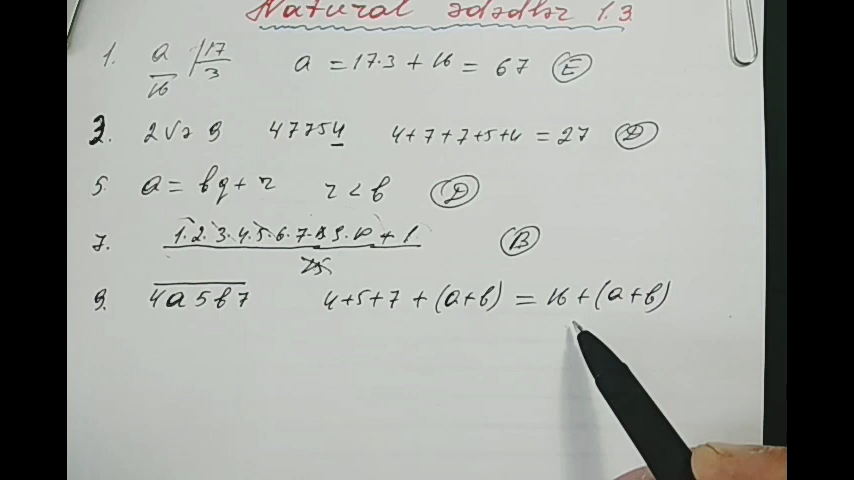 Natural ədədlər 1.3
1. a | 17 16 3 a = 17·3 + 16 = 67 (E)
3. 2 və 9 47754 4+7+7+5+4 = 27 (D)
5. a = bq + r r < b (D)
7. 1·2·3·4·5·6·7·8·9·10 + 1 (B)
25
9. 4a5b7 4+5+7 + (a+b) = 16 + (a+b)